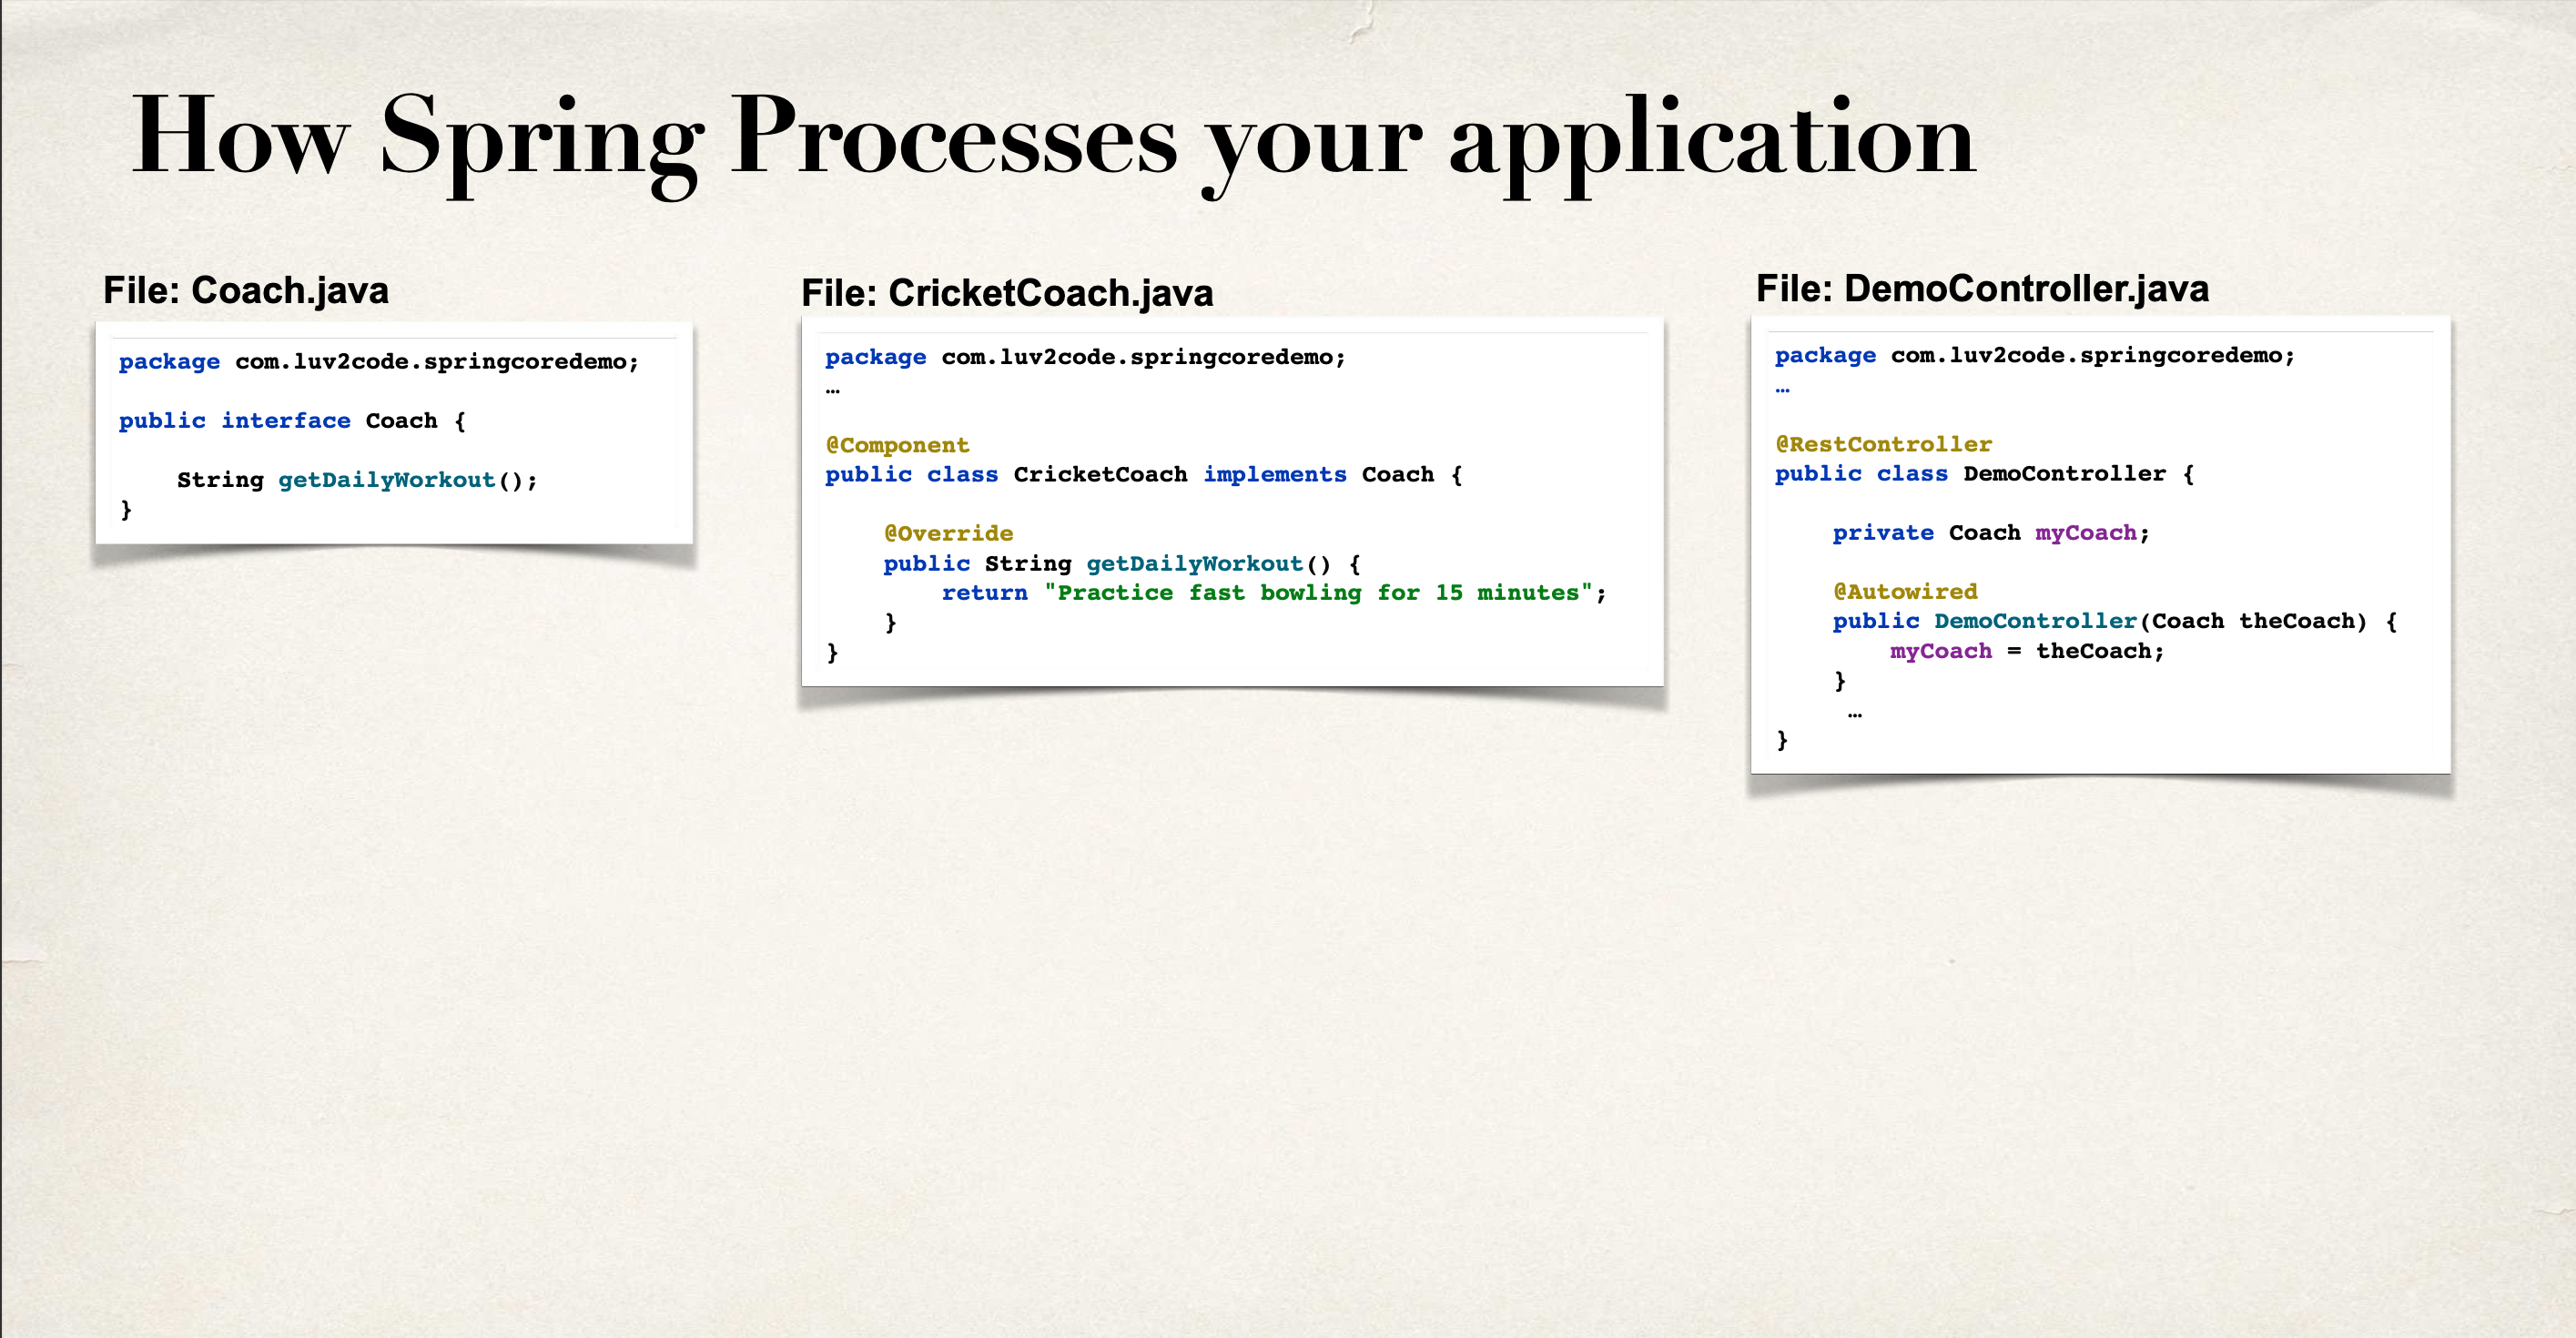 How Spring Processes your application
File: Coach.java
package com.luv2code.springcoredemo;
public interface Coach {
String getDailyWorkout();
}
File: CricketCoach.java
package com.luv2code.springcoredemo;
…
@Component
public class CricketCoach implements Coach {
@Override
public String getDailyWorkout() {
return "Practice fast bowling for 15 minutes";
}
}
File: DemoController.java
package com.luv2code.springcoredemo;
…
@RestController
public class DemoController {
private Coach myCoach;
@Autowired
public DemoController(Coach theCoach) {
myCoach = theCoach;
}
…
}